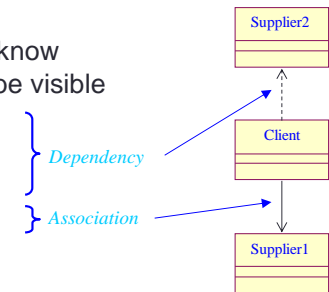 Supplier2
know
be visible
Client
Dependency
Association
Supplier1